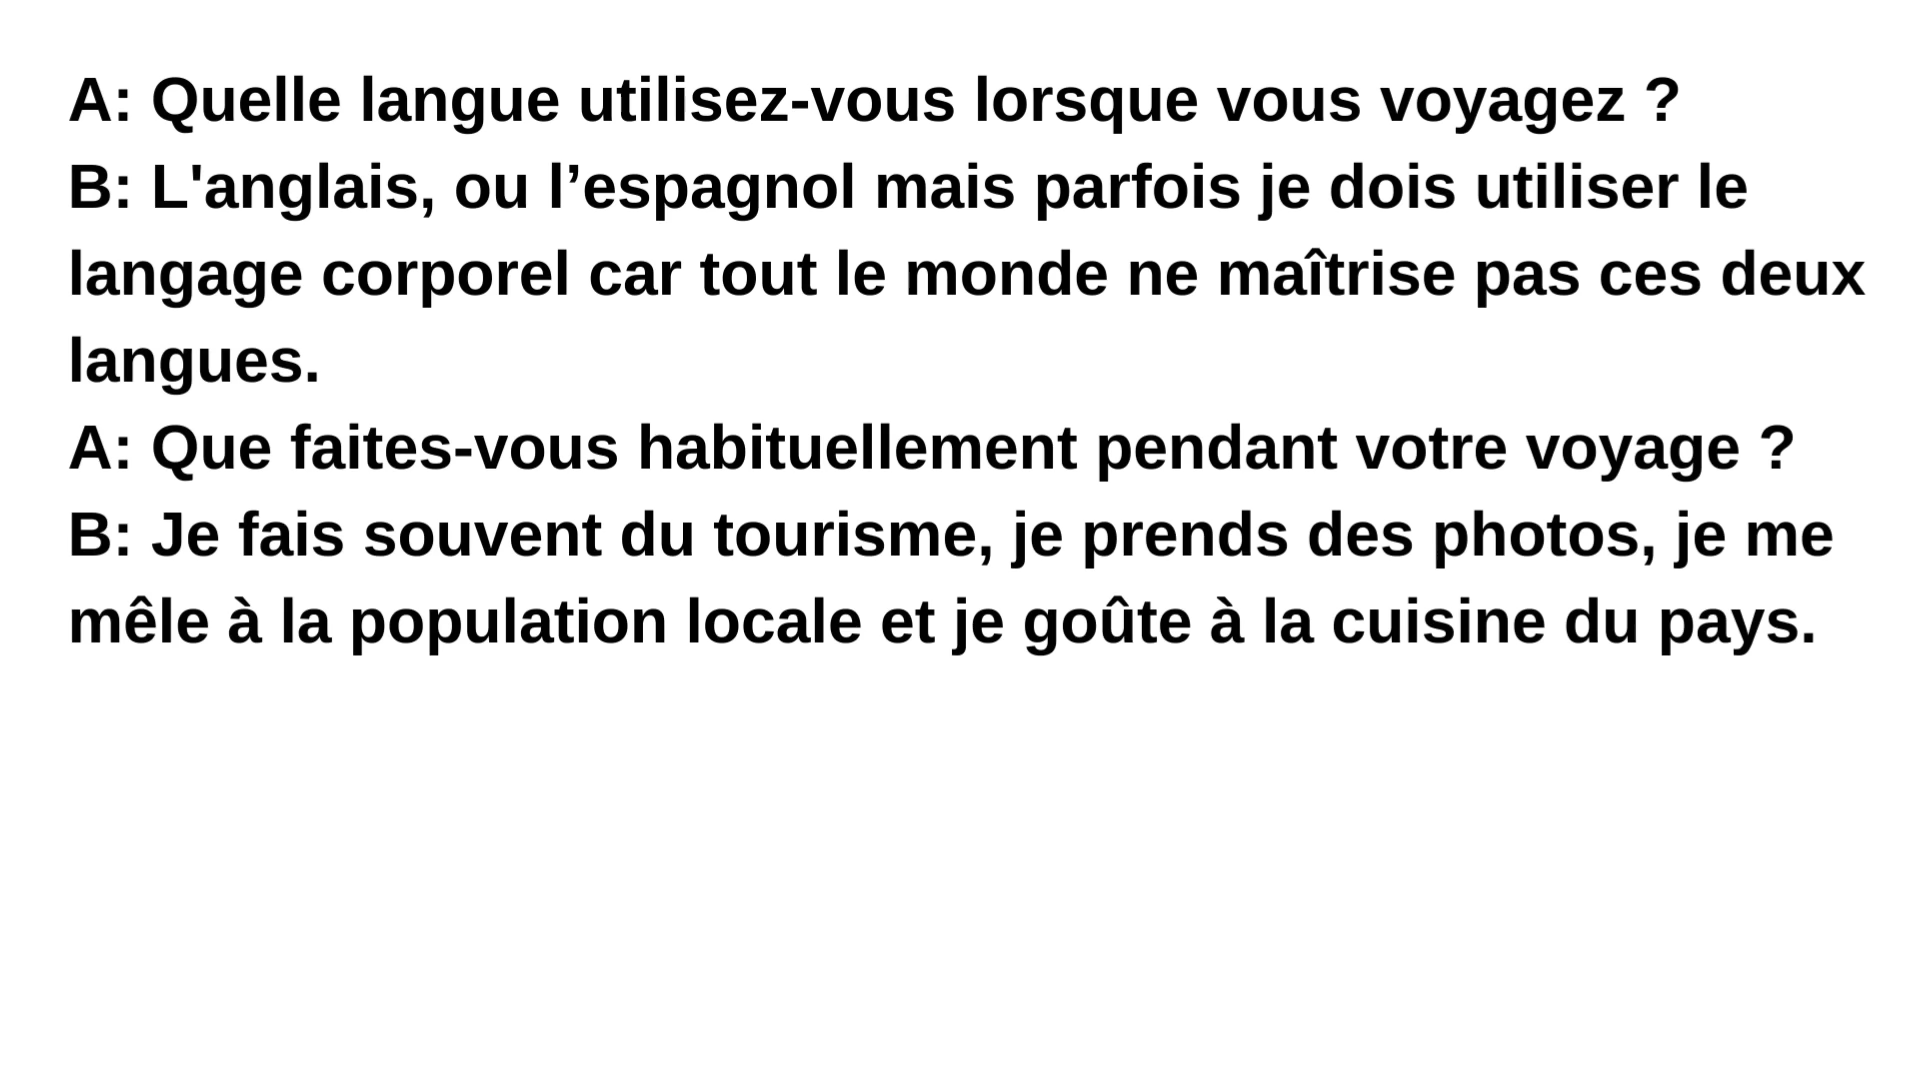 A: Quelle langue utilisez-vous lorsque vous voyagez ?
B: L'anglais, ou l’espagnol mais parfois je dois utiliser le
langage corporel car tout le monde ne maîtrise pas ces deux
langues.
A: Que faites-vous habituellement pendant votre voyage ?
B: Je fais souvent du tourisme, je prends des photos, je me
mêle à la population locale et je goûte à la cuisine du pays.